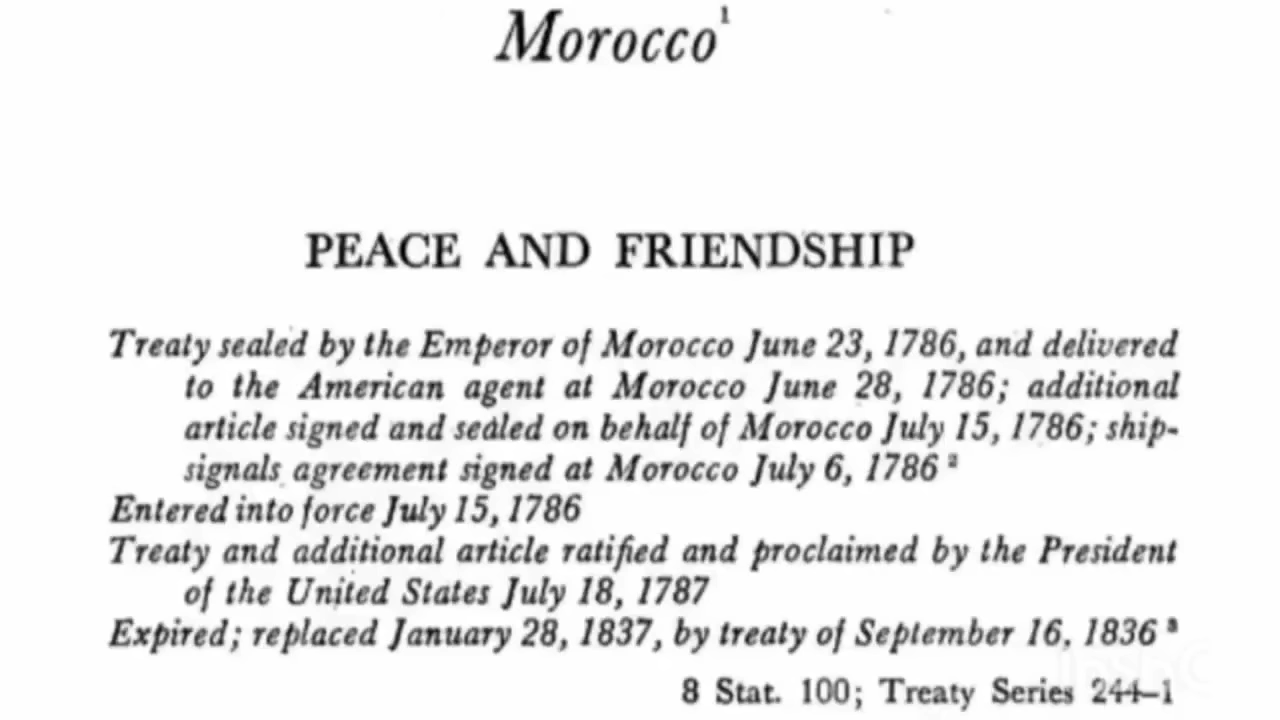 Morocco¹
PEACE AND FRIENDSHIP
Treaty sealed by the Emperor of Morocco June 23, 1786, and delivered
to the American agent at Morocco June 28, 1786; additional
article signed and sealed on behalf of Morocco July 15, 1786; ship-
signals agreement signed at Morocco July 6, 1786 ²
Entered into force July 15, 1786
Treaty and additional article ratified and proclaimed by the President
of the United States July 18, 1787
Expired; replaced January 28, 1837, by treaty of September 16, 1836 ³
8 Stat. 100; Treaty Series 244–1